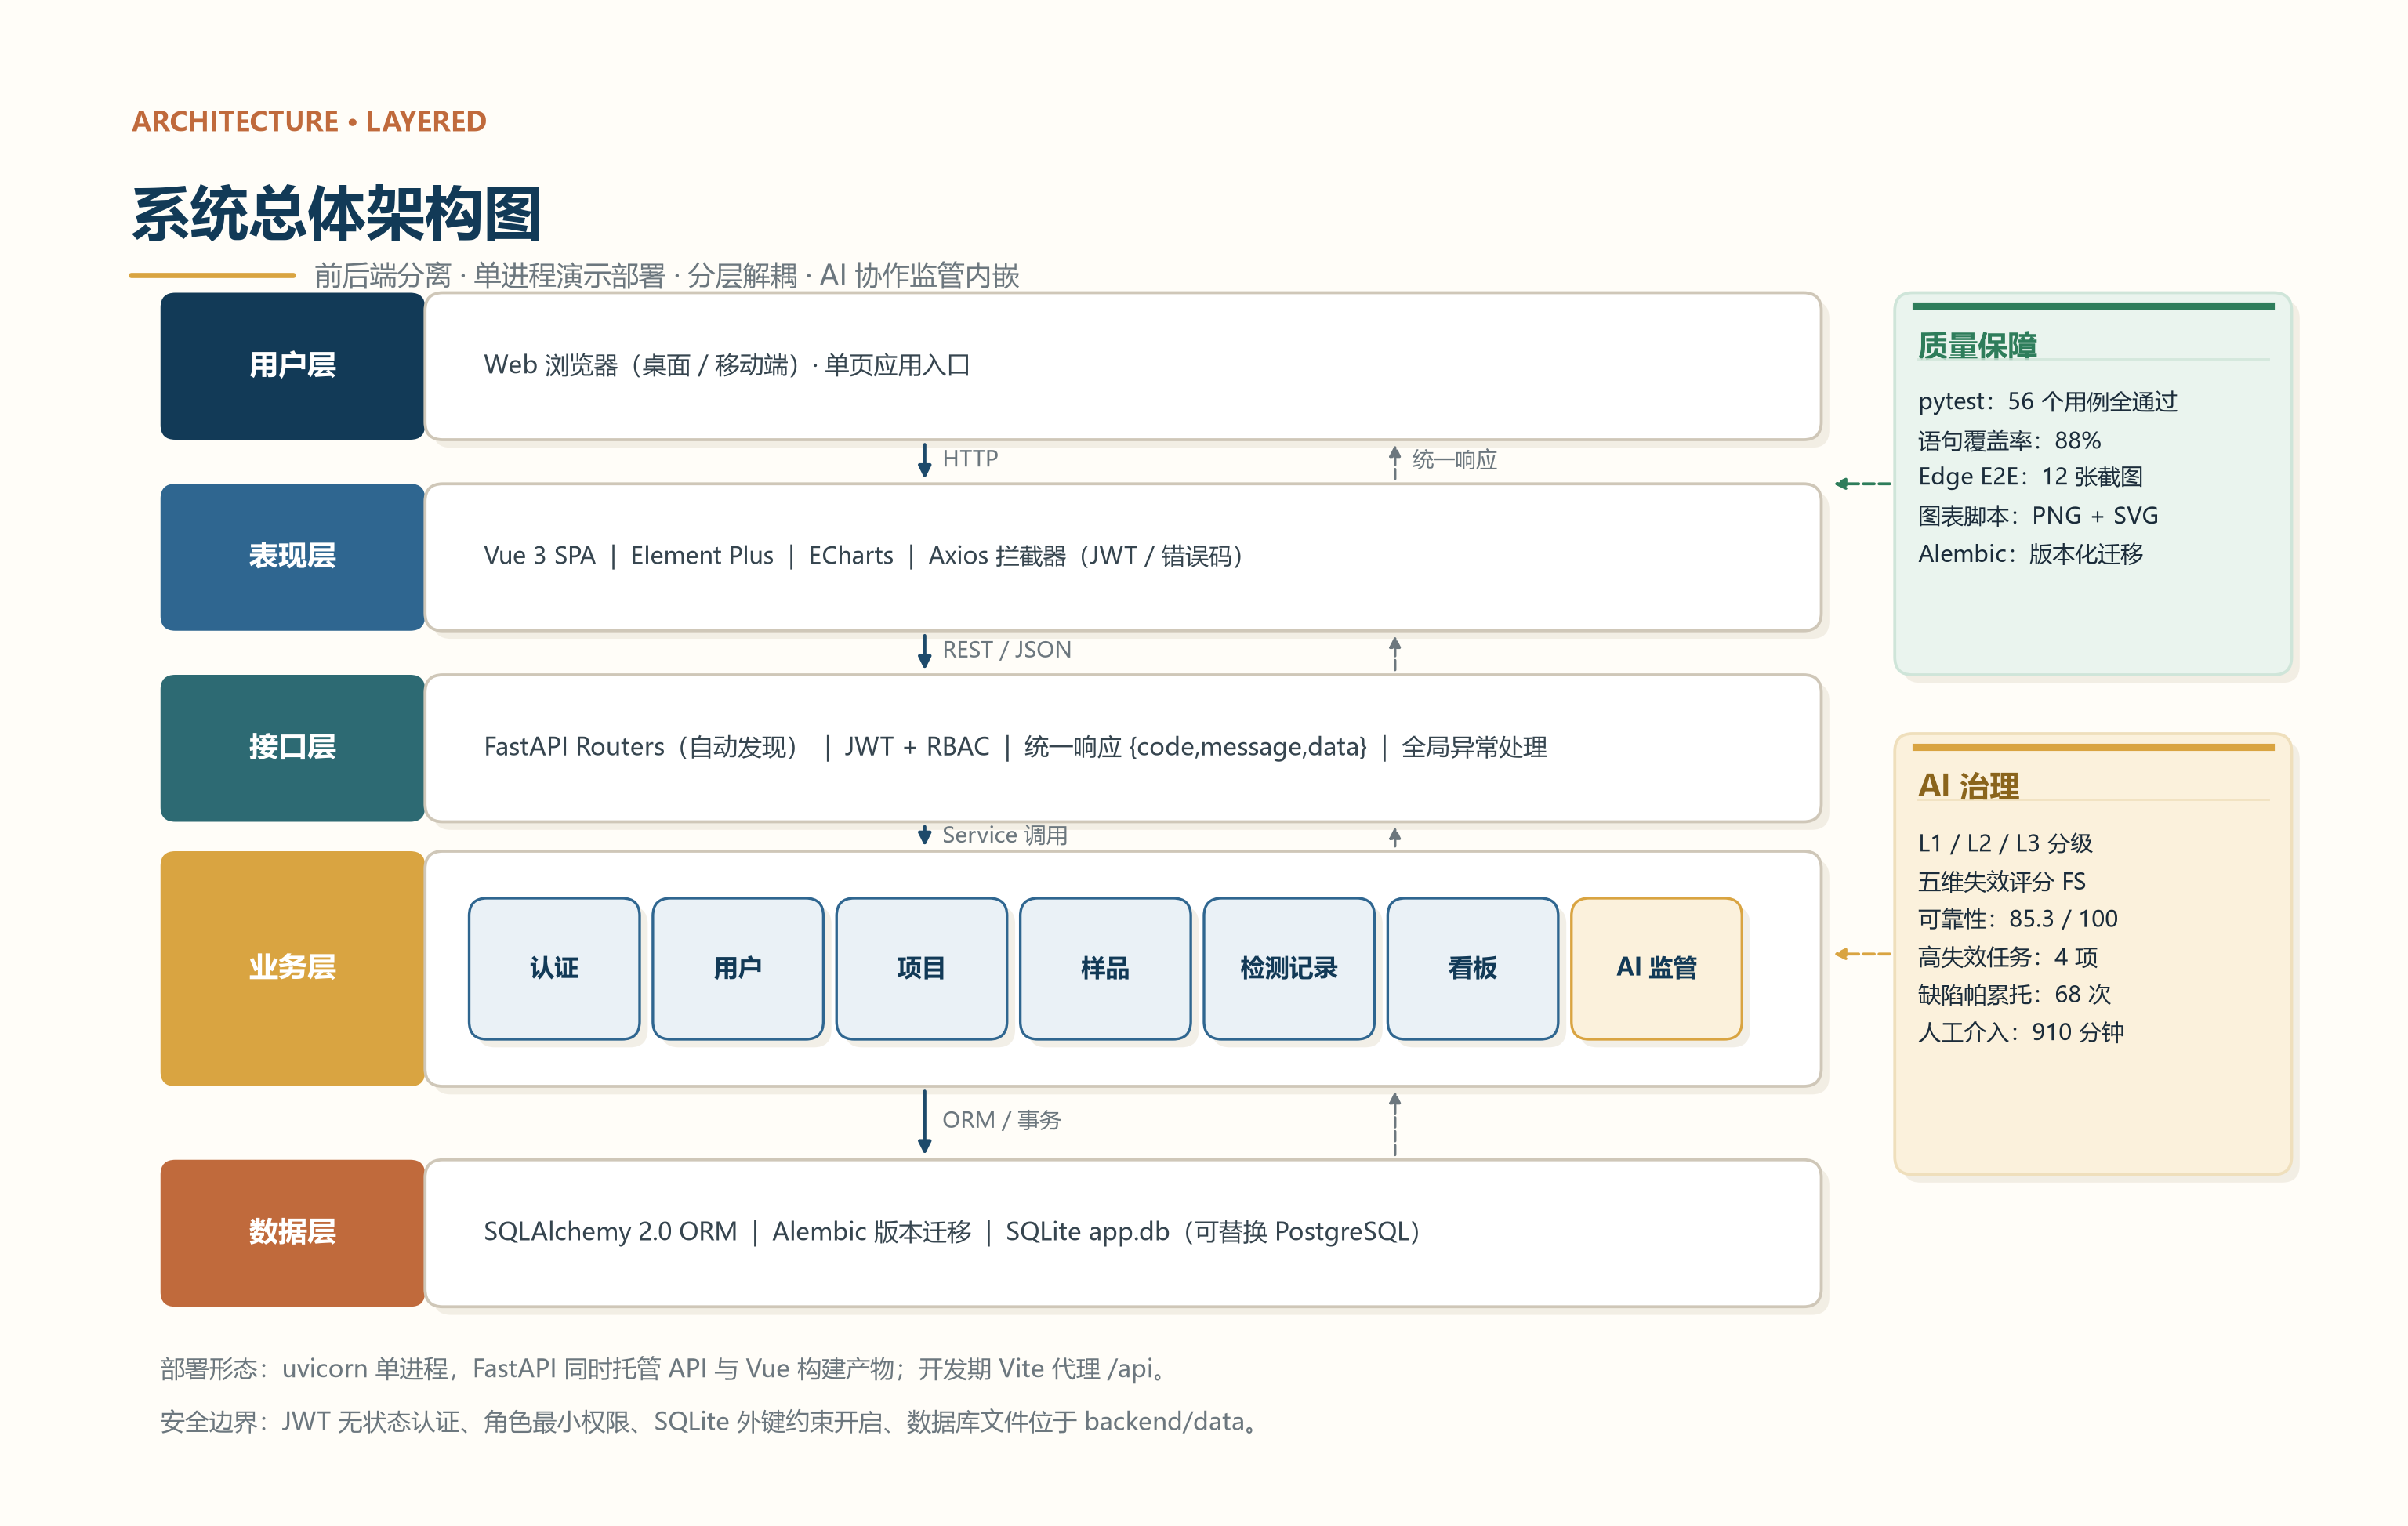 ARCHITECTURE • LAYERED
系统总体架构图
前后端分离 · 单进程演示部署 · 分层解耦 · AI 协作监管内嵌
用户层
Web 浏览器（桌面 / 移动端）· 单页应用入口
HTTP
统一响应
表现层
Vue 3 SPA | Element Plus | ECharts | Axios 拦截器（JWT / 错误码）
REST / JSON
接口层
FastAPI Routers（自动发现） | JWT + RBAC | 统一响应 {code,message,data} | 全局异常处理
Service 调用
业务层
认证
用户
项目
样品
检测记录
看板
AI 监管
ORM / 事务
数据层
SQLAlchemy 2.0 ORM | Alembic 版本迁移 | SQLite app.db（可替换 PostgreSQL）
质量保障
pytest：56 个用例全通过
语句覆盖率：88%
Edge E2E：12 张截图
图表脚本：PNG + SVG
Alembic：版本化迁移
AI 治理
L1 / L2 / L3 分级
五维失效评分 FS
可靠性：85.3 / 100
高失效任务：4 项
缺陷帕累托：68 次
人工介入：910 分钟
部署形态：uvicorn 单进程，FastAPI 同时托管 API 与 Vue 构建产物；开发期 Vite 代理 /api。
安全边界：JWT 无状态认证、角色最小权限、SQLite 外键约束开启、数据库文件位于 backend/data。